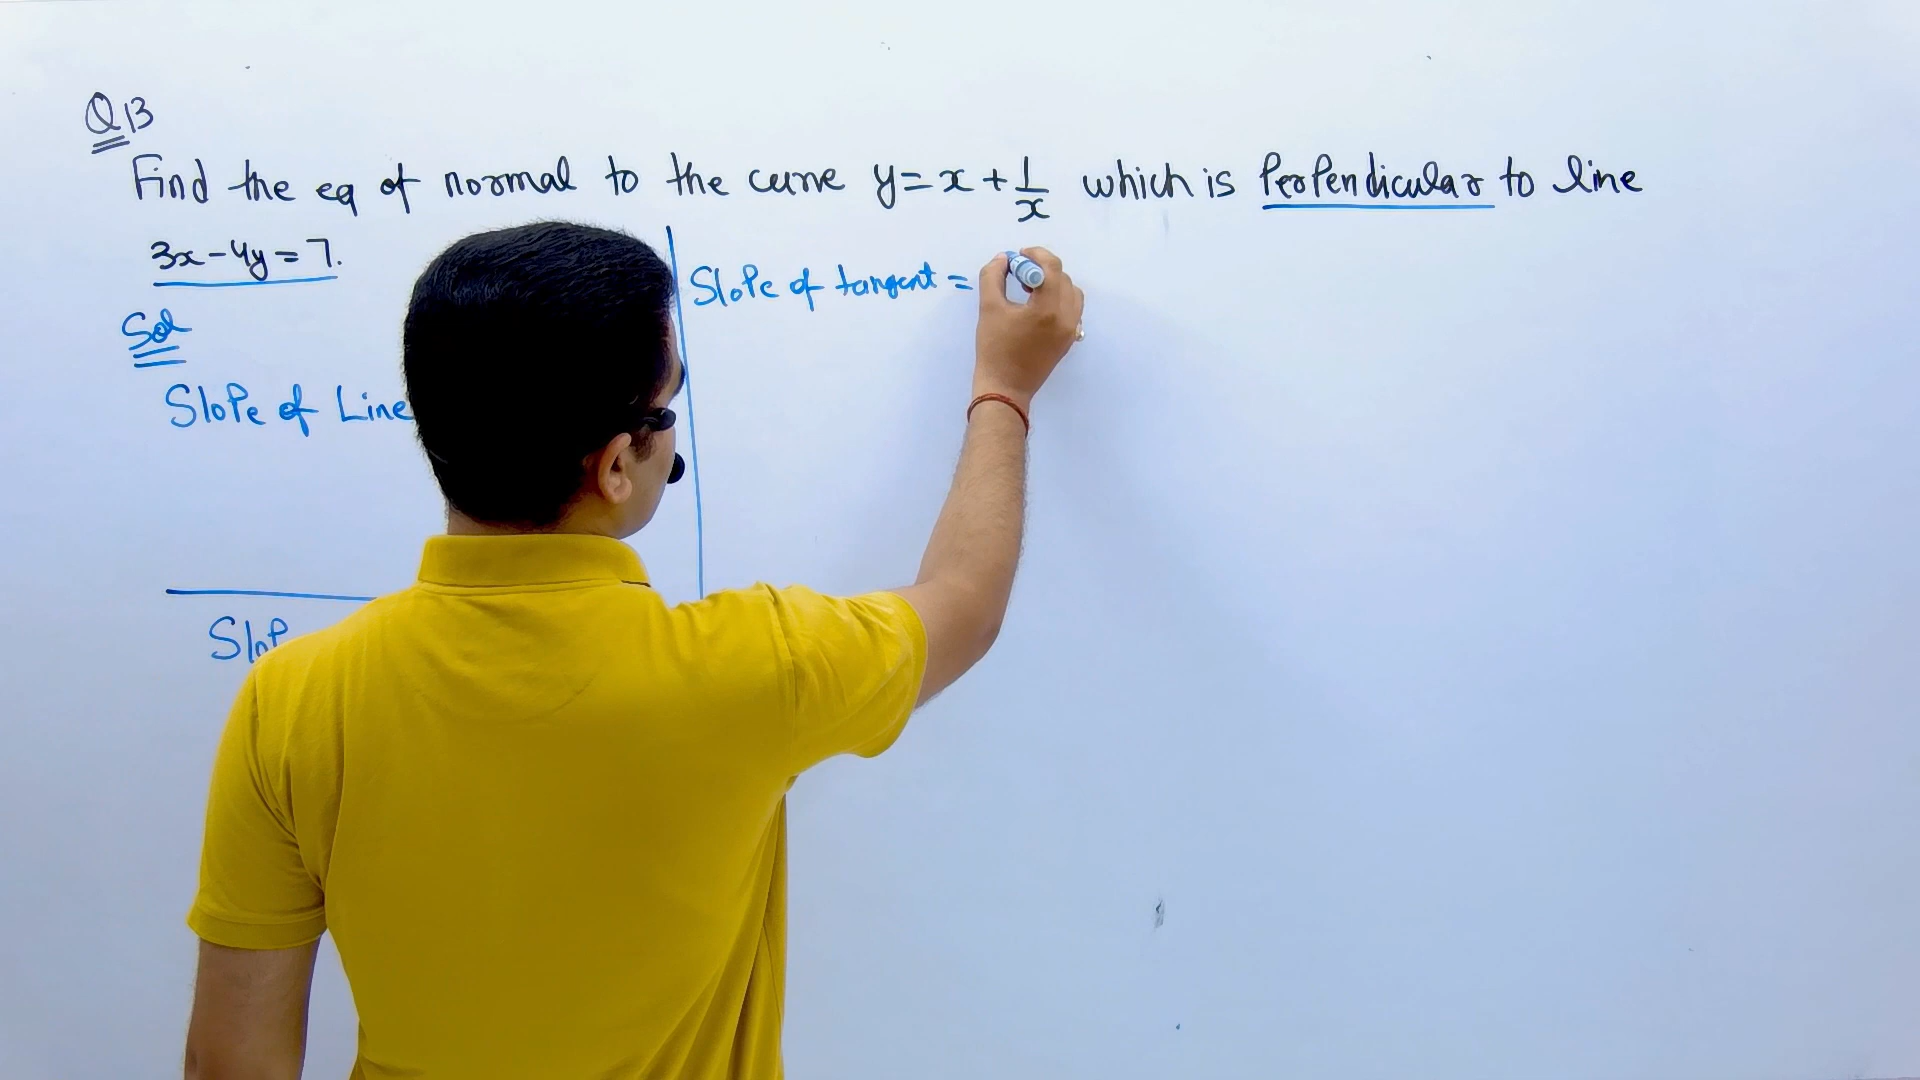 Q13
Find the eq of normal to the curve y = x + 1/x which is Perpendicular to line
3x - 4y = 7.
Sol
Slope of Line
Slope of tangent =
Slop